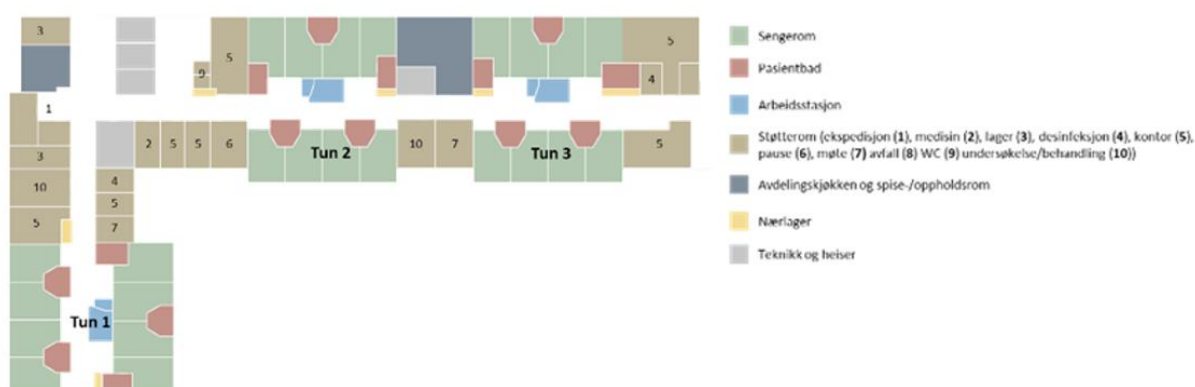 3
5
5
9
4
1
2
5
5
6
Tun 2
10
7
Tun 3
5
3
4
10
5
5
7
Tun 1
Sengerom
Pasientbad
Arbeidsstasjon
Støtterom (ekspedisjon (1), medisin (2), lager (3), desinfeksjon (4), kontor (5),
pause (6), møte (7) avfall (8) WC (9) undersøkelse/behandling (10))
Avdelingskjøkken og spise-/oppholdsrom
Nærlager
Teknikk og heiser